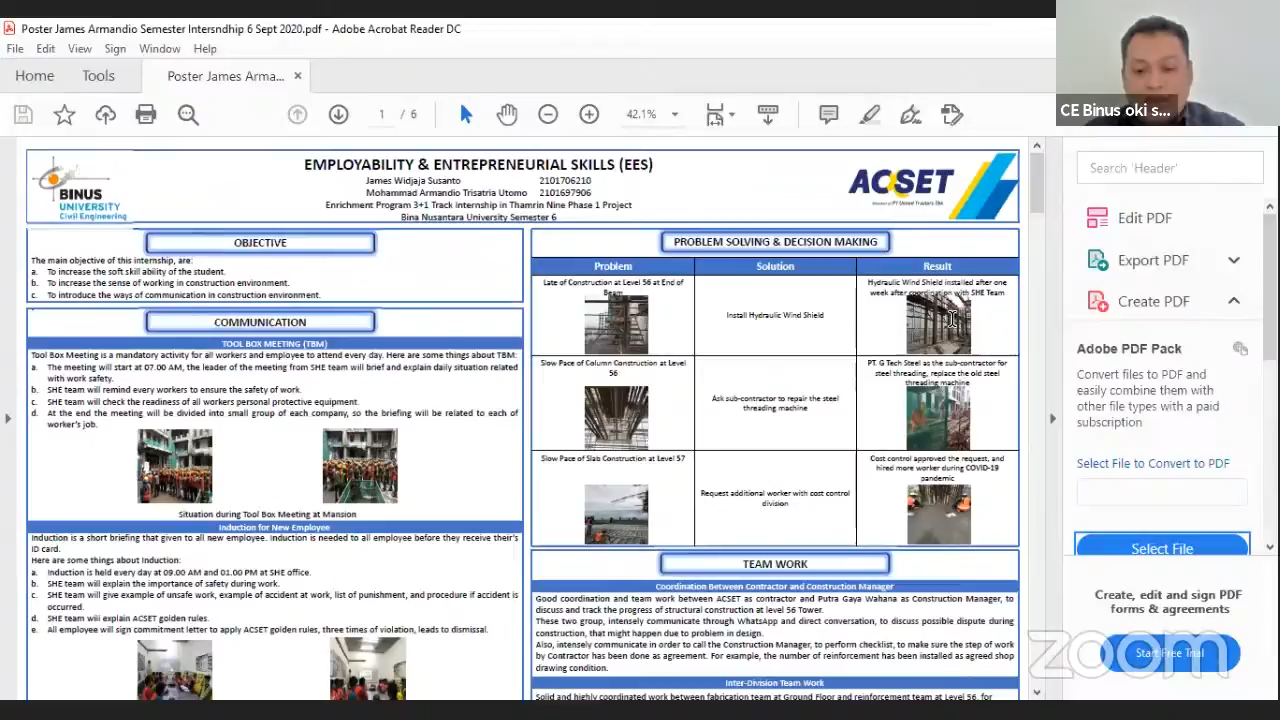 Poster James Armandio Semester Internsndhip 6 Sept 2020.pdf - Adobe Acrobat Reader DC
File Edit View Sign Window Help
Home Tools Poster James Arma... ×
1 / 6 42.1%
CE Binus oki s...
BINUS
UNIVERSITY
Civil Engineering
EMPLOYABILITY & ENTREPRENEURIAL SKILLS (EES)
James Widjaja Susanto 2101706210
Mohammad Armandio Trisatria Utomo 2101697906
Enrichment Program 3+1 Track Internship in Thamrin Nine Phase 1 Project
Bina Nusantara University Semester 6
ACSET
OBJECTIVE
The main objective of this internship, are:
a. To increase the soft skill ability of the student.
b. To increase the sense of working in construction environment.
c. To introduce the ways of communication in construction environment.
COMMUNICATION
TOOL BOX MEETING (TBM)
Tool Box Meeting is a mandatory activity for all workers and employee to attend every day. Here are some things about TBM:
a. The meeting will start at 07.00 AM, the leader of the meeting from SHE team will brief and explain daily situation related
with work safety.
b. SHE team will remind every workers to ensure the safety of work.
c. SHE team will check the readiness of all workers personal protective equipment.
d. At the end the meeting will be divided into small group of each company, so the briefing will be related to each of
worker's job.
Situation during Tool Box Meeting at Mansion
Induction for New Employee
Induction is a short briefing that given to all new employee. Induction is needed to all employee before they receive their's
ID card.
Here are some things about Induction:
a. Induction is held every day at 09.00 AM and 01.00 PM at SHE office.
b. SHE team will explain the importance of safety during work.
c. SHE team will give example of unsafe work, example of accident at work, list of punishment, and procedure if accident is
occurred.
d. SHE team will explain ACSET golden rules.
e. All employee will sign commitment letter to apply ACSET golden rules, three times of violation, leads to dismissal.
PROBLEM SOLVING & DECISION MAKING
Problem Solution Result
Late of Construction at Level 56 at End of
Beam
Install Hydraulic Wind Shield
Hydraulic Wind Shield installed after one
week after coordination with SHE Team
Slow Pace of Column Construction at Level
56
Ask sub-contractor to repair the steel
threading machine
PT. G Tech Steel as the sub-contractor for
steel threading, replace the old steel
threading machine
Slow Pace of Slab Construction at Level 57
Request additional worker with cost control
division
Cost control approved the request, and
hired more worker during COVID-19
pandemic
TEAM WORK
Coordination Between Contractor and Construction Manager
Good coordination and team work between ACSET as contractor and Putra Gaya Wahana as Construction Manager, to
discuss and track the progress of structural construction at level 56 Tower.
These two group, intensely communicate through WhatsApp and direct conversation, to discuss possible dispute during
construction, that might happen due to problem in design.
Also, intensely communicate in order to call the Construction Manager, to perform checklist, to make sure the step of work
by Contractor has been done as agreement. For example, the number of reinforcement has been installed as agreed shop
drawing condition.
Inter-Division Team Work
Solid and highly coordinated work between fabrication team at Ground Floor and reinforcement team at Level 56, for
Search 'Header'
Edit PDF
Export PDF
Create PDF
Adobe PDF Pack
Convert files to PDF and
easily combine them with
other file types with a paid
subscription
Select File to Convert to PDF
Select File
Create, edit and sign PDF
forms & agreements
Start Free Trial
zoom